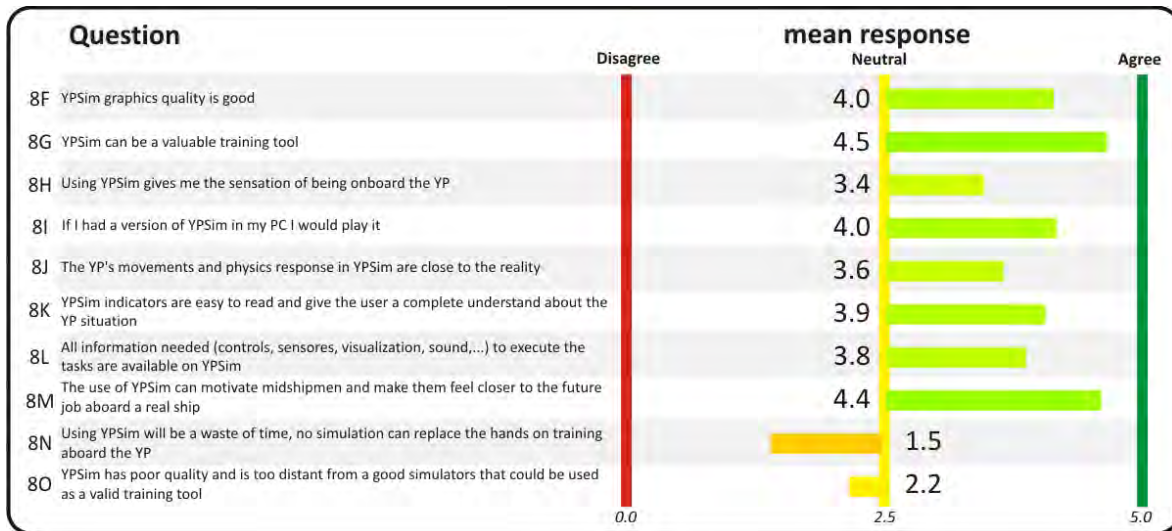 Question mean response
Disagree Neutral Agree
8F YPSim graphics quality is good 4.0
8G YPSim can be a valuable training tool 4.5
8H Using YPSim gives me the sensation of being onboard the YP 3.4
8I If I had a version of YPSim in my PC I would play it 4.0
8J The YP's movements and physics response in YPSim are close to the reality 3.6
8K YPSim indicators are easy to read and give the user a complete understand about the
YP situation 3.9
8L All information needed (controls, sensores, visualization, sound,...) to execute the
tasks are available on YPSim 3.8
8M The use of YPSim can motivate midshipmen and make them feel closer to the future
job aboard a real ship 4.4
8N Using YPSim will be a waste of time, no simulation can replace the hands on training
aboard the YP 1.5
8O YPSim has poor quality and is too distant from a good simulators that could be used
as a valid training tool 2.2
0.0 2.5 5.0